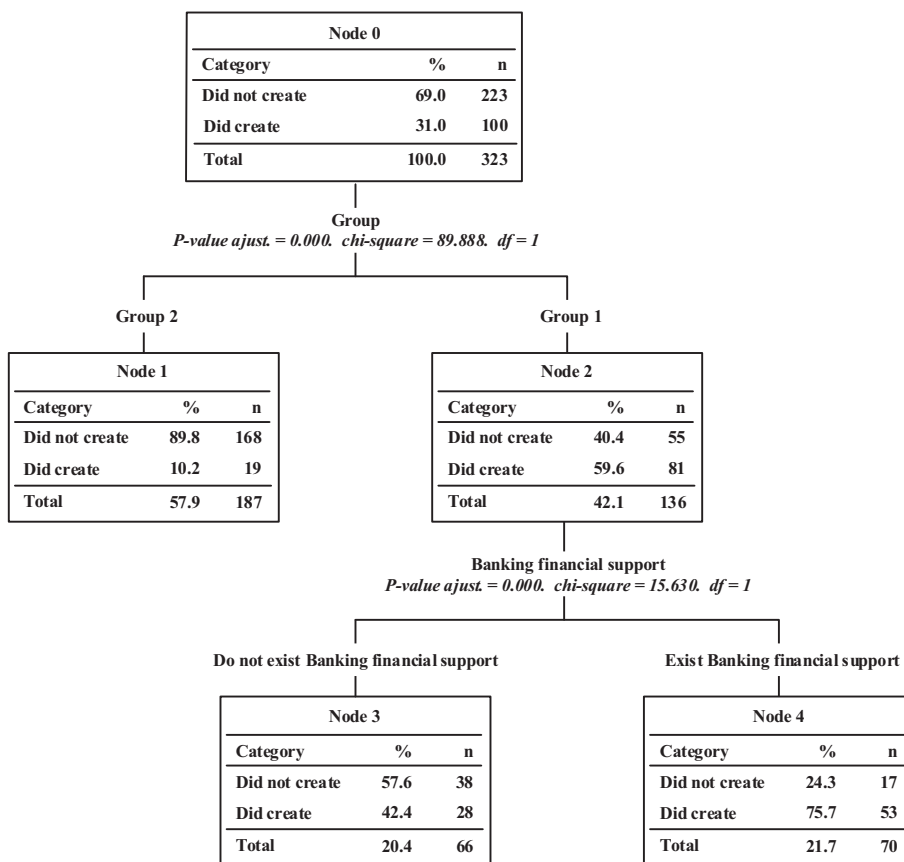 Node 0
Category % n
Did not create 69.0 223
Did create 31.0 100
Total 100.0 323
Group
P-value ajust. = 0.000. chi-square = 89.888. df = 1
Group 2
Group 1
Node 1
Category % n
Did not create 89.8 168
Did create 10.2 19
Total 57.9 187
Node 2
Category % n
Did not create 40.4 55
Did create 59.6 81
Total 42.1 136
Banking financial support
P-value ajust. = 0.000. chi-square = 15.630. df = 1
Do not exist Banking financial support
Exist Banking financial support
Node 3
Category % n
Did not create 57.6 38
Did create 42.4 28
Total 20.4 66
Node 4
Category % n
Did not create 24.3 17
Did create 75.7 53
Total 21.7 70